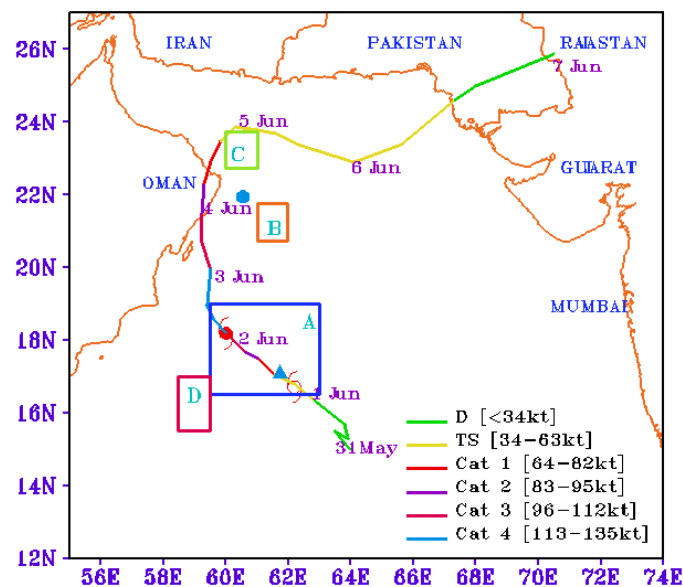 26N
24N
22N
20N
18N
16N
14N
12N
56E
58E
60E
62E
64E
66E
68E
70E
72E
74E
IRAN
PAKISTAN
RAJASTAN
7 Jun
5 Jun
C
6 Jun
OMAN
GUJARAT
4 Jun
B
3 Jun
MUMBAI
A
2 Jun
D
1 Jun
31 May
D [<34kt]
TS [34-63kt]
Cat 1 [64-82kt]
Cat 2 [83-95kt]
Cat 3 [96-112kt]
Cat 4 [113-135kt]